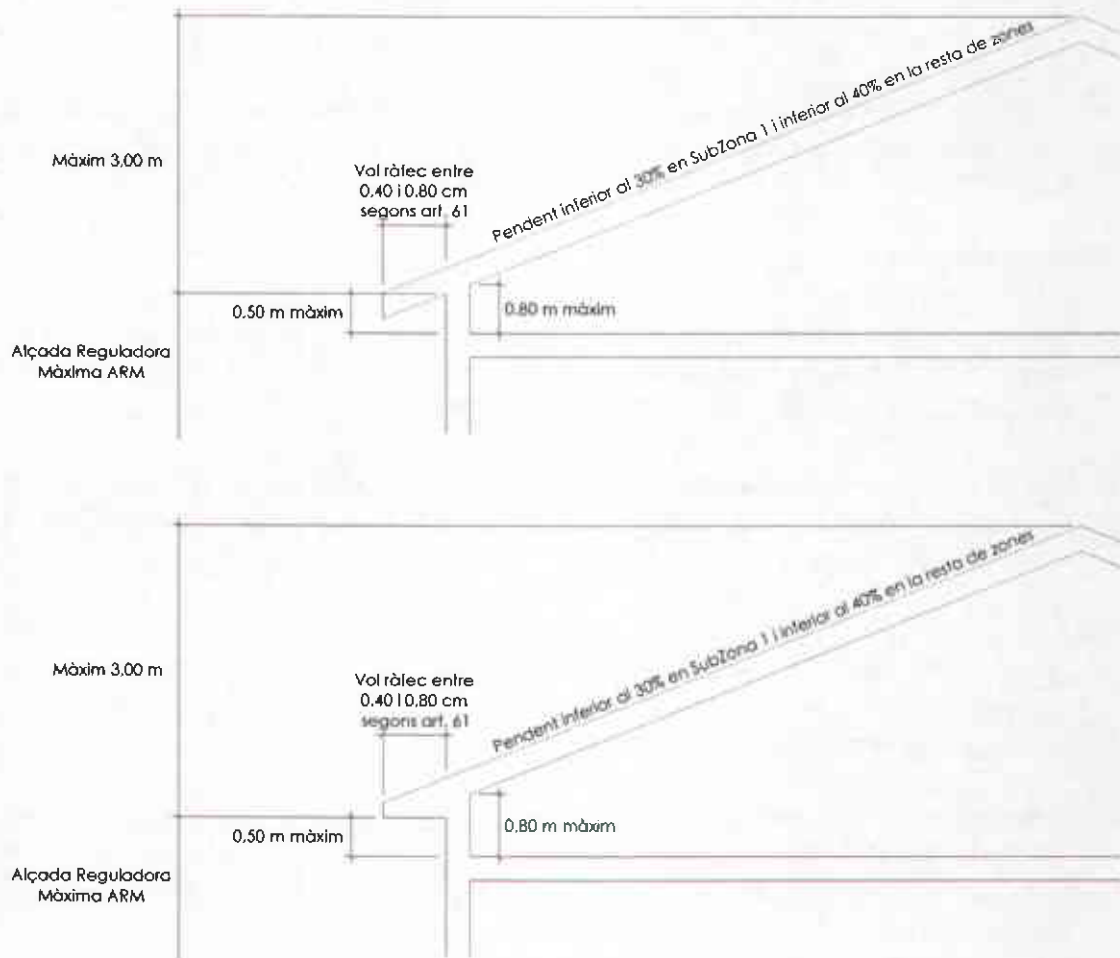 Pendent inferior al 30% en SubZona 1 i inferior al 40% en la resta de zones
Màxim 3,00 m
Vol ràfec entre
0.40 i 0.80 cm
segons art. 61
0.50 m màxim
0.80 m màxim
Alçada Reguladora
Màxima ARM
Pendent inferior al 30% en SubZona 1 i inferior al 40% en la resta de zones
Màxim 3,00 m
Vol ràfec entre
0.40 i 0.80 cm
segons art. 61
0.50 m màxim
0.80 m màxim
Alçada Reguladora
Màxima ARM